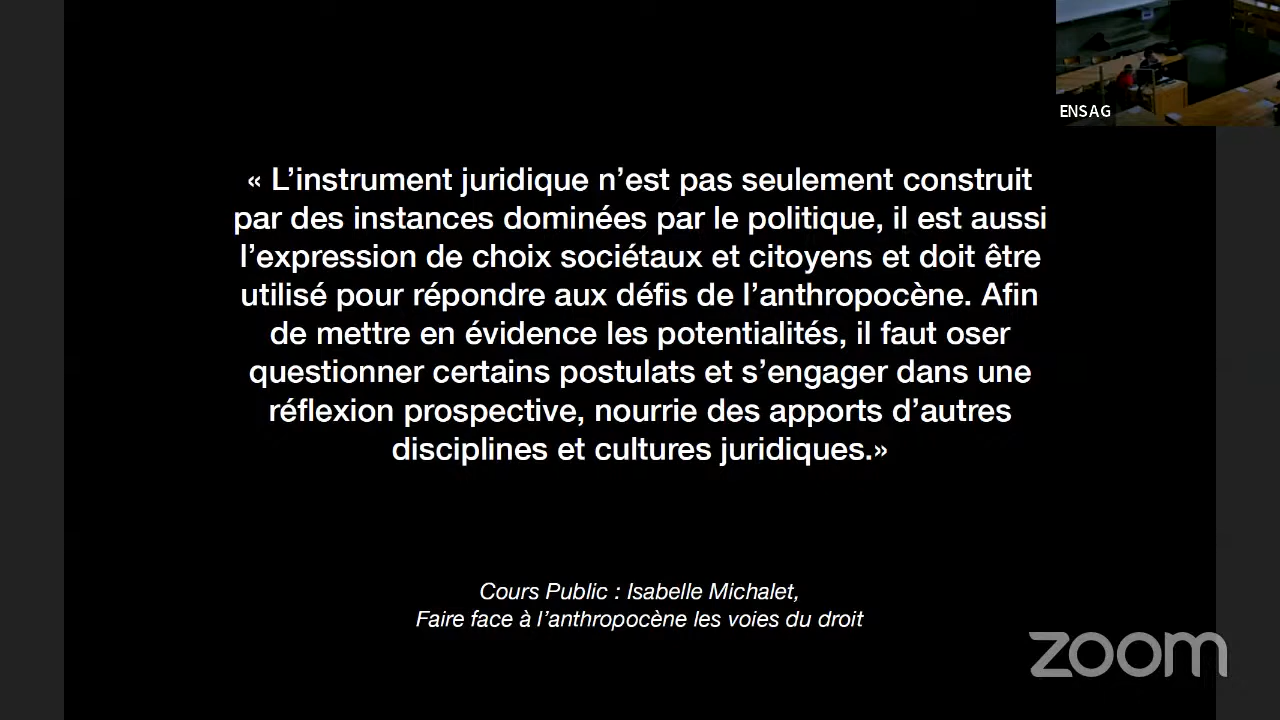 ENSAG
« L’instrument juridique n’est pas seulement construit
par des instances dominées par le politique, il est aussi
l’expression de choix sociétaux et citoyens et doit être
utilisé pour répondre aux défis de l’anthropocène. Afin
de mettre en évidence les potentialités, il faut oser
questionner certains postulats et s’engager dans une
réflexion prospective, nourrie des apports d’autres
disciplines et cultures juridiques.»
Cours Public : Isabelle Michalet,
Faire face à l’anthropocène les voies du droit
zoom